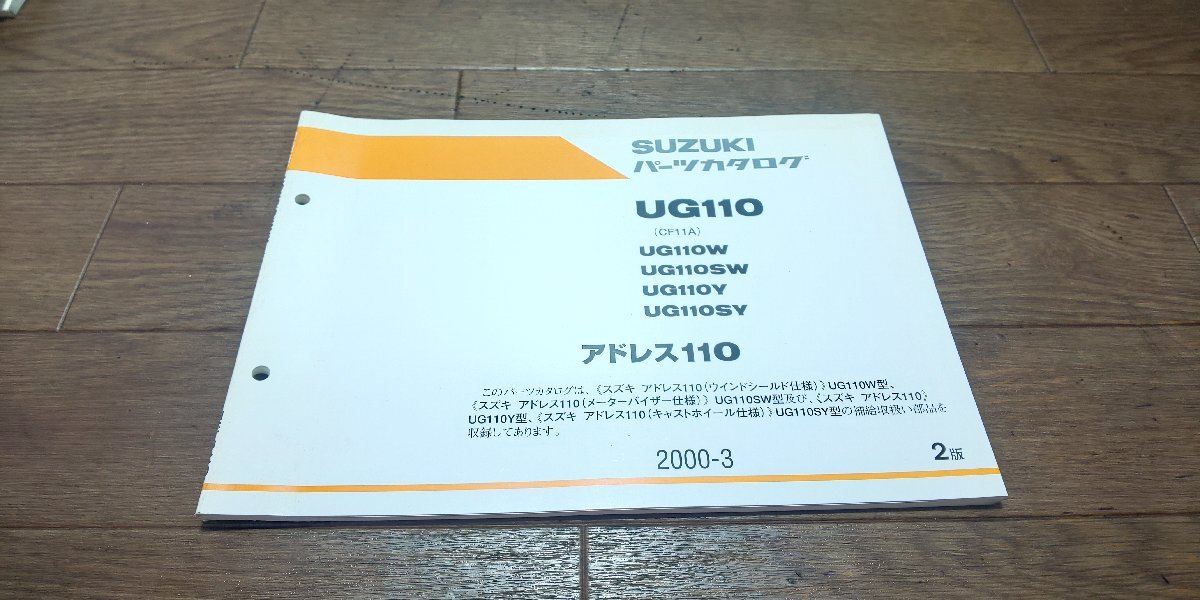 SUZUKI
パーツカタログ
UG110
(CF11A)
UG110W
UG110SW
UG110Y
UG110SY
アドレス110
このパーツカタログは、《スズキ アドレス110(ウインドシールド仕様)》UG110W型、
《スズキ アドレス110(メーターバイザー仕様)》 UG110SW型及び、《スズキ アドレス110》
UG110Y型、《スズキ アドレス110(キャストホイール仕様)》UG110SY型の補給取扱い部品を
収録してあります。
2000-3
2版